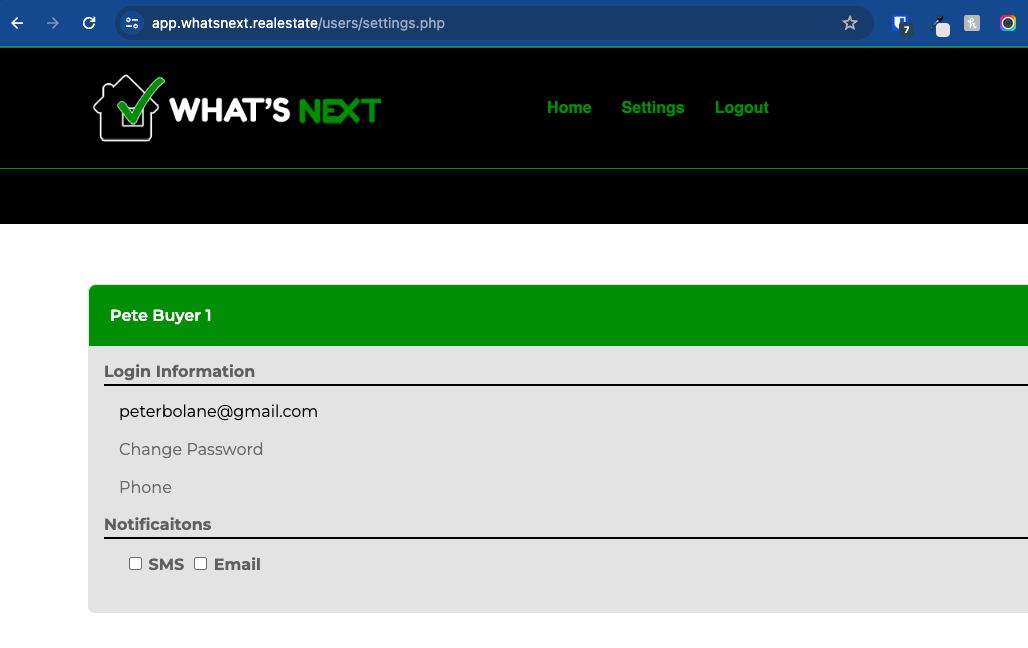 app.whatsnext.realestate/users/settings.php
7
WHAT'S NEXT
Home Settings Logout
Pete Buyer 1
Login Information
peterbolane@gmail.com
Change Password
Phone
Notificaitons
SMS Email